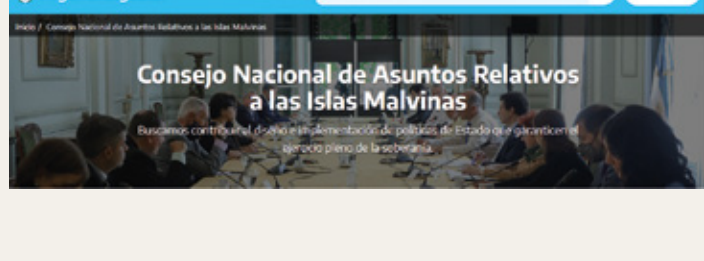 Inicio / Consejo Nacional de Asuntos Relativos a las Islas Malvinas
Consejo Nacional de Asuntos Relativos
a las Islas Malvinas
Buscamos contribuir al diseño e implementación de políticas de Estado que garanticen el
ejercicio pleno de la soberanía.